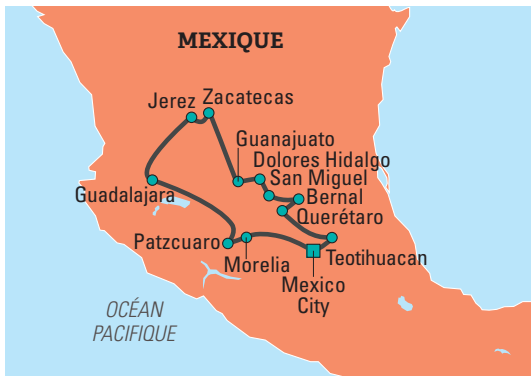 MEXIQUE
Jerez
Zacatecas
Guanajuato
Dolores Hidalgo
San Miguel
Bernal
Guadalajara
Querétaro
Patzcuaro
Morelia
Teotihuacan
Mexico
City
OCÉAN
PACIFIQUE